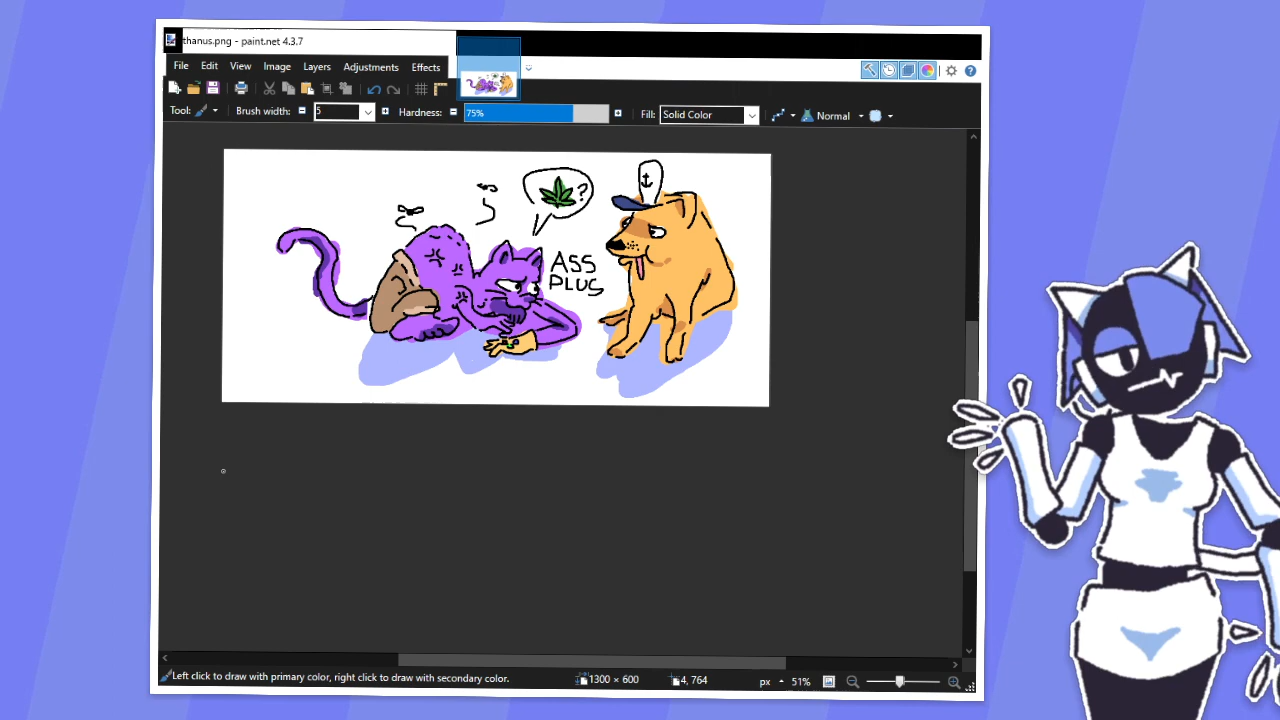 thanus.png - paint.net 4.3.7
File Edit View Image Layers Adjustments Effects
Tool: Brush width: 5 Hardness: 75% Fill: Solid Color Normal
?
ASS
PLUS
Left click to draw with primary color, right click to draw with secondary color. 1300 × 600 4, 764 px 51%